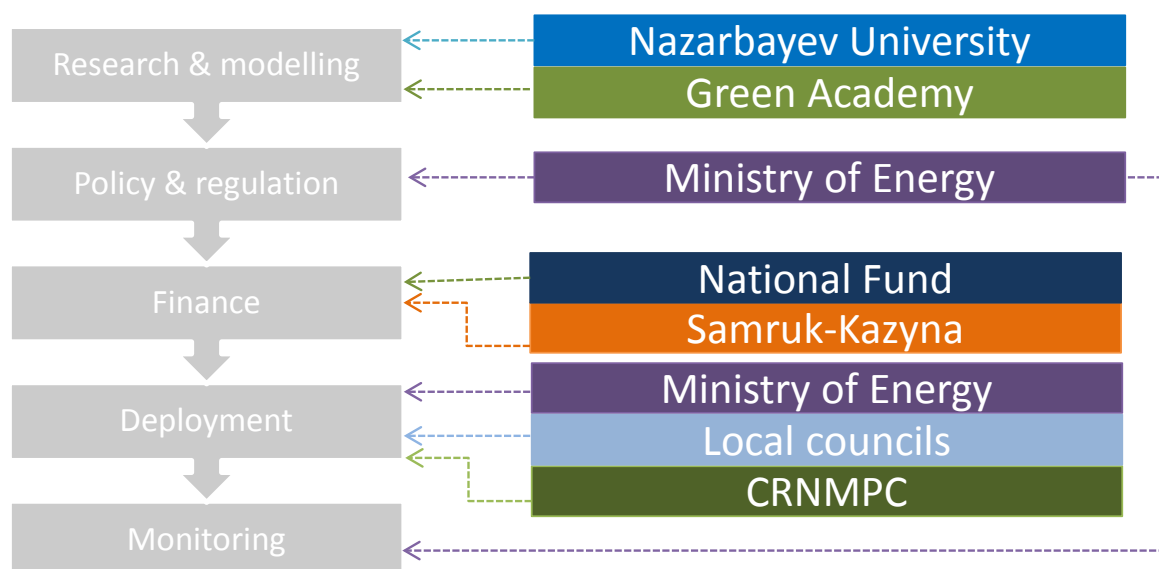 Research & modelling
Nazarbayev University
Green Academy
Policy & regulation
Ministry of Energy
Finance
National Fund
Samruk-Kazyna
Deployment
Ministry of Energy
Local councils
CRNMPC
Monitoring